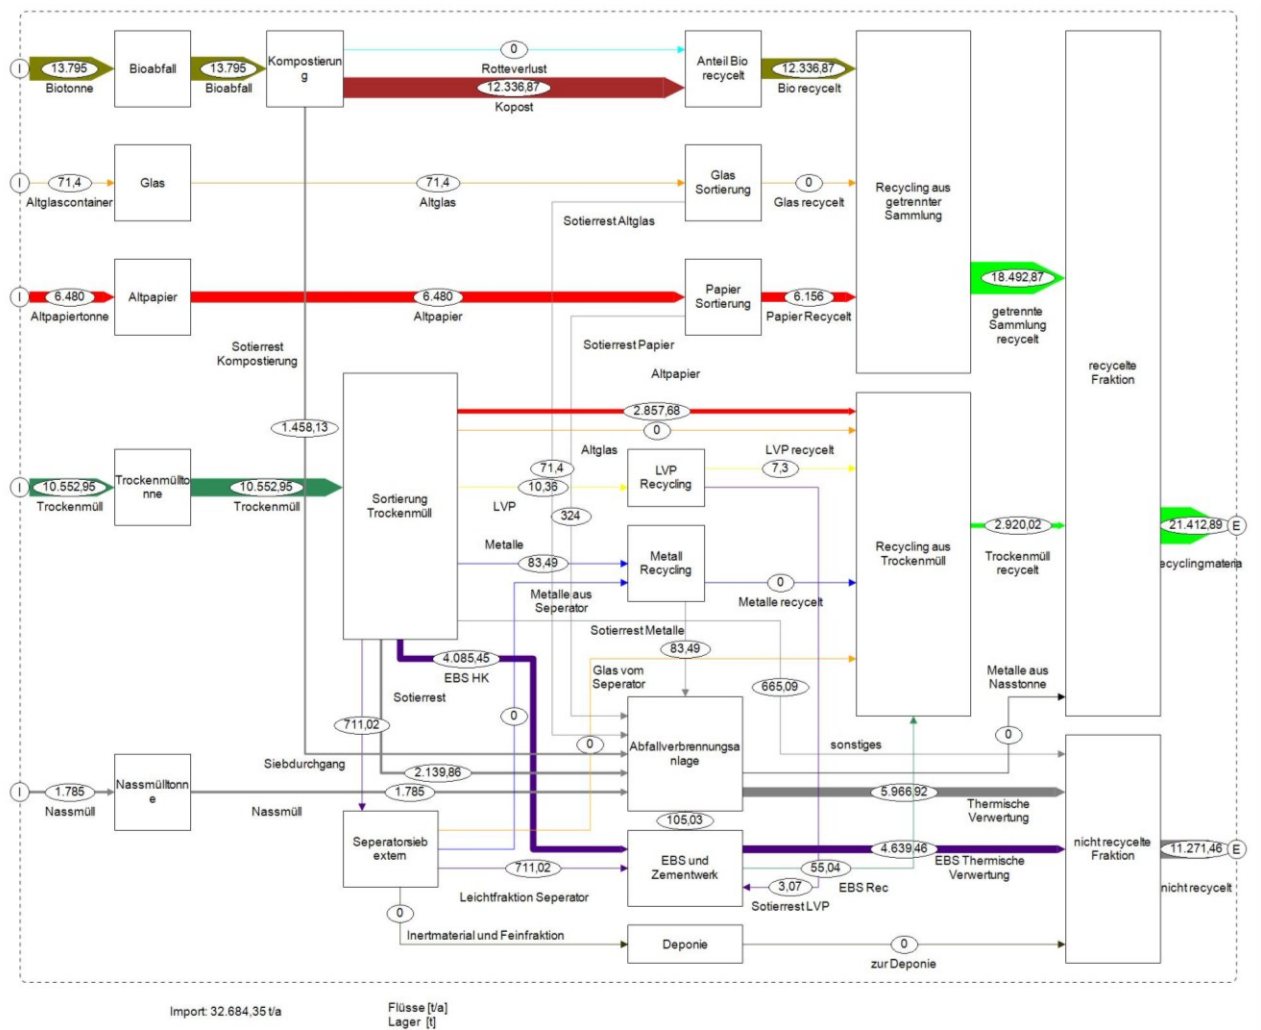 I
13.795
Biotonne
Bioabfall
13.795
Bioabfall
Kompostierun
g
0
Rotteverlust
12.336,87
Kopost
Anteil Bio
recycelt
12.336,87
Bio recycelt
I
71,4
Altglascontainer
Glas
71,4
Altglas
Glas
Sortierung
0
Glas recycelt
Sotierrest Altglas
Recycling aus
getrennter
Sammlung
I
6.480
Altpapiertonne
Altpapier
6.480
Altpapier
Papier
Sortierung
6.156
Papier Recycelt
18.492,87
getrennte
Sammlung
recycelt
Sotierrest
Kompostierung
Sotierrest Papier
recycelte
Fraktion
Altpapier
2.857,68
0
1.458,13
Altglas
LVP recycelt
I
10.552,95
Trockenmüll
Trockenmüllto
nne
10.552,95
Trockenmüll
Sortierung
Trockenmüll
71,4
10,36
LVP
LVP
Recycling
7,3
324
Metalle
83,49
Metalle aus
Seperator
Metall
Recycling
0
Metalle recycelt
Recycling aus
Trockenmüll
2.920,02
Trockenmüll
recycelt
21.412,89
E
ecyclingmateria
Sotierrest Metalle
83,49
4.085,45
EBS HK
Glas vom
Seperator
665,09
Metalle aus
Nasstonne
Sotierrest
711,02
0
0
Abfallverbrennungsa
nlage
sonstiges
0
Siebdurchgang
2.139,86
I
1.785
Nassmüll
Nassmülltonn
e
Nassmüll
1.785
5.966,92
Thermische
Verwertung
105,03
Seperatorsieb
extern
711,02
Leichtfraktion Seperator
EBS und
Zementwerk
4.639,46
EBS Thermische
Verwertung
55,04
EBS Rec
3,07
Sotierrest LVP
nicht recycelte
Fraktion
11.271,46
E
nicht recycelt
0
Inertmaterial und Feinfraktion
Deponie
0
zur Deponie
Import: 32.684,35 t/a
Flüsse [t/a]
Lager [t]